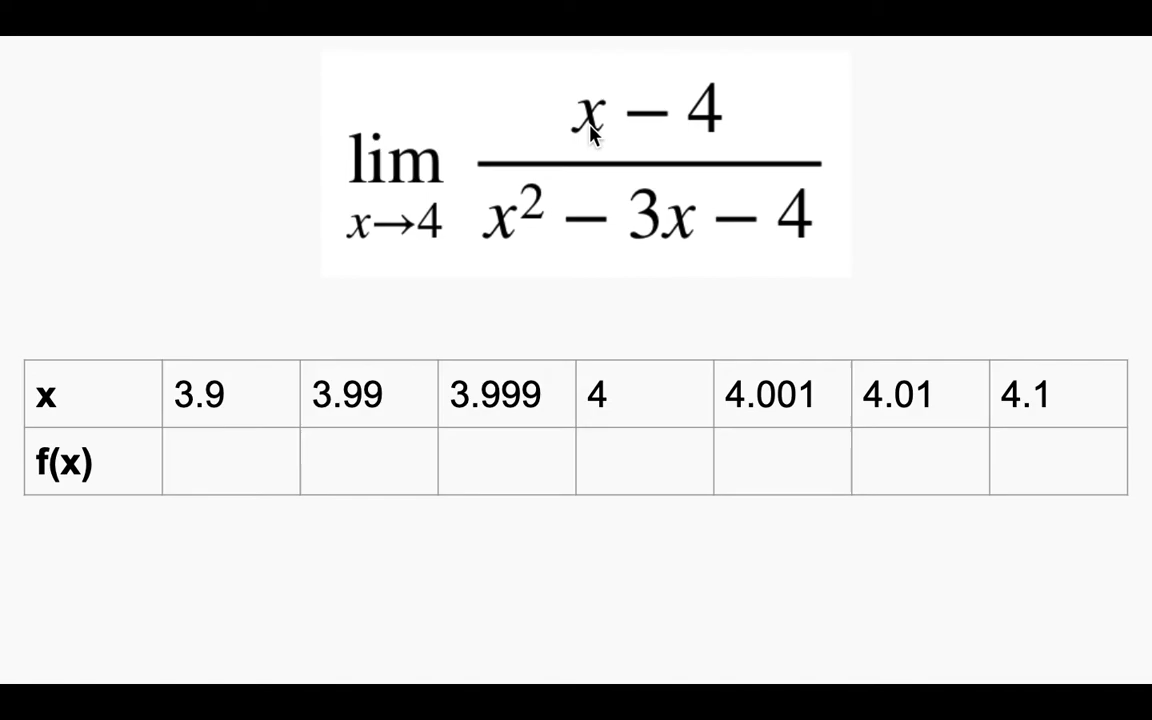 lim x→4 (x − 4)/(x² − 3x − 4)
x 3.9 3.99 3.999 4 4.001 4.01 4.1
f(x)